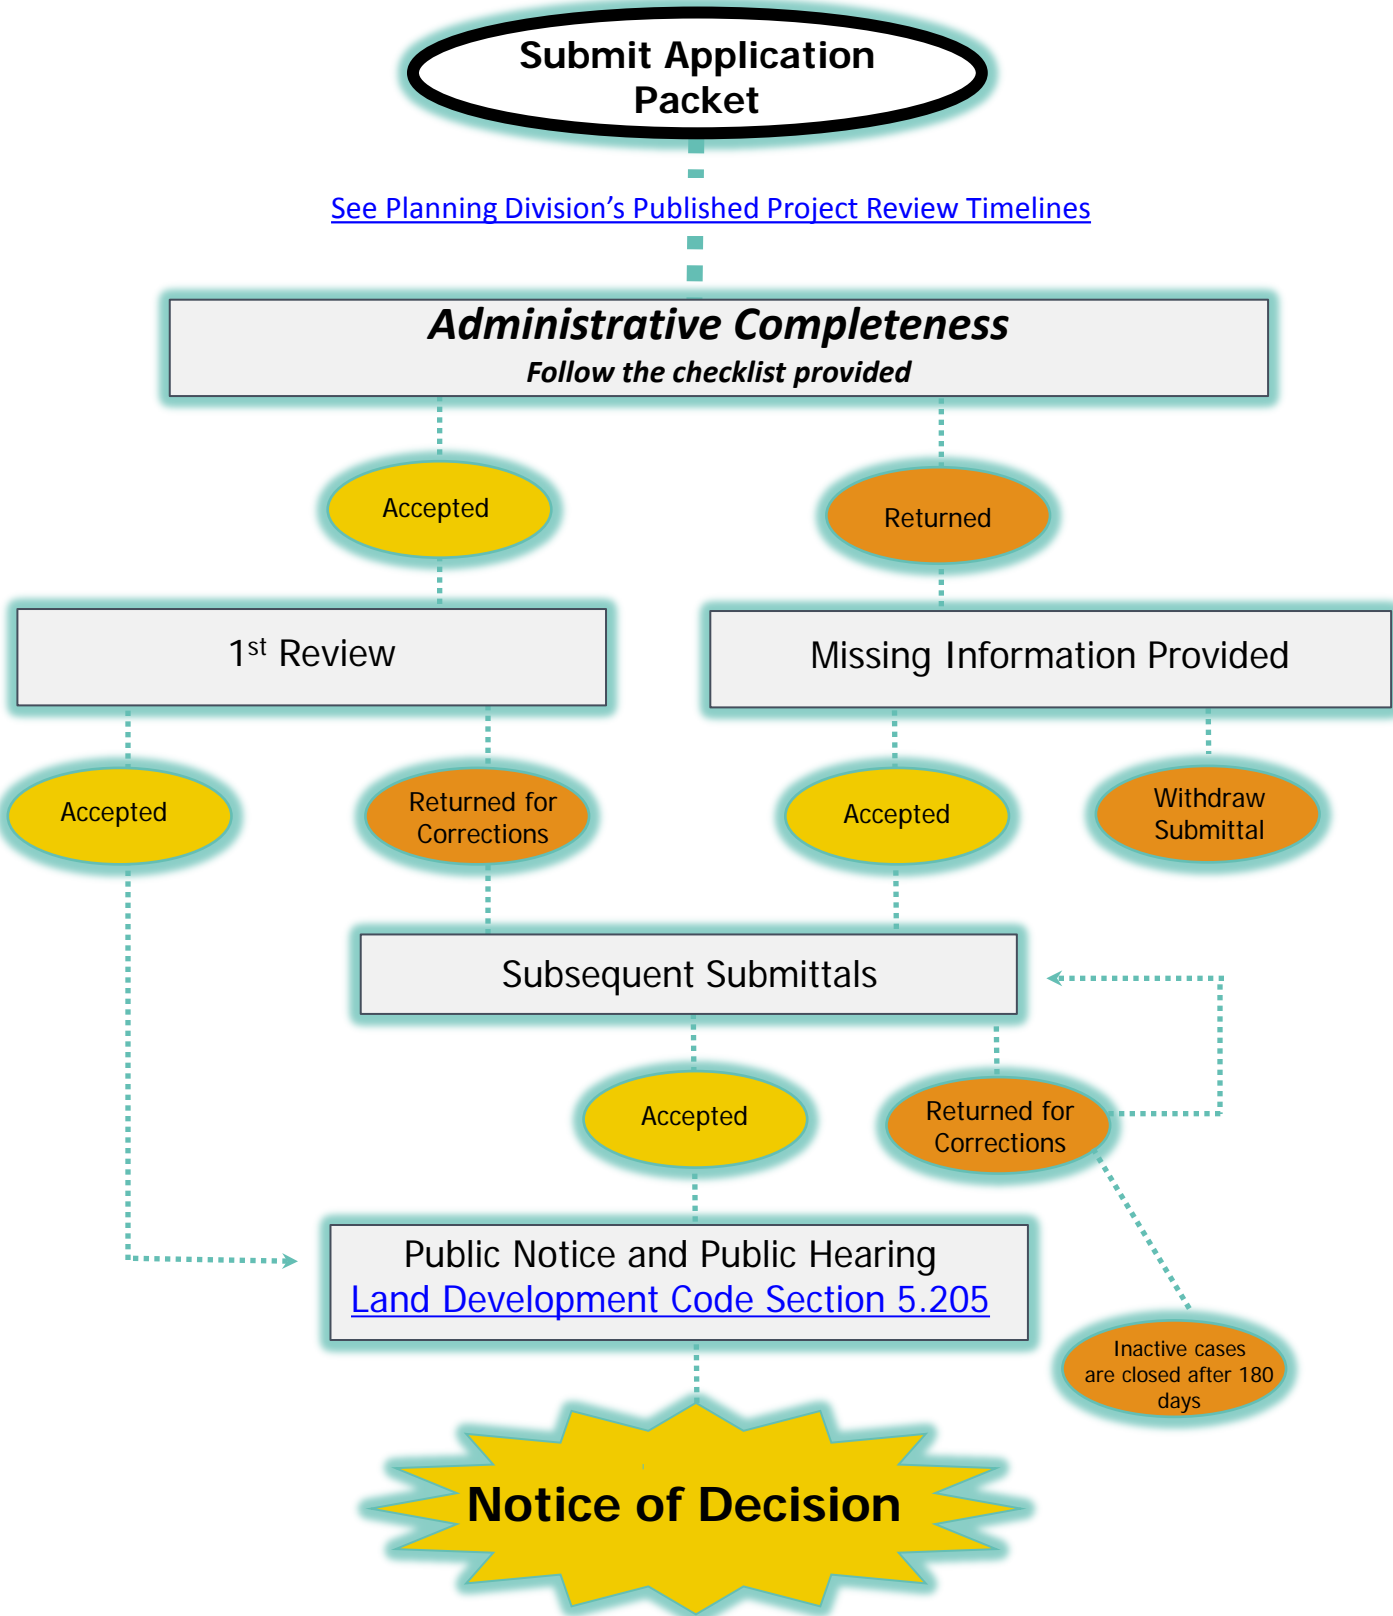 Submit Application
Packet
See Planning Division’s Published Project Review Timelines
Administrative Completeness
Follow the checklist provided
Accepted
Returned
1st Review
Missing Information Provided
Accepted
Returned for
Corrections
Accepted
Withdraw
Submittal
Subsequent Submittals
Accepted
Returned for
Corrections
Public Notice and Public Hearing
Land Development Code Section 5.205
Inactive cases
are closed after 180
days
Notice of Decision